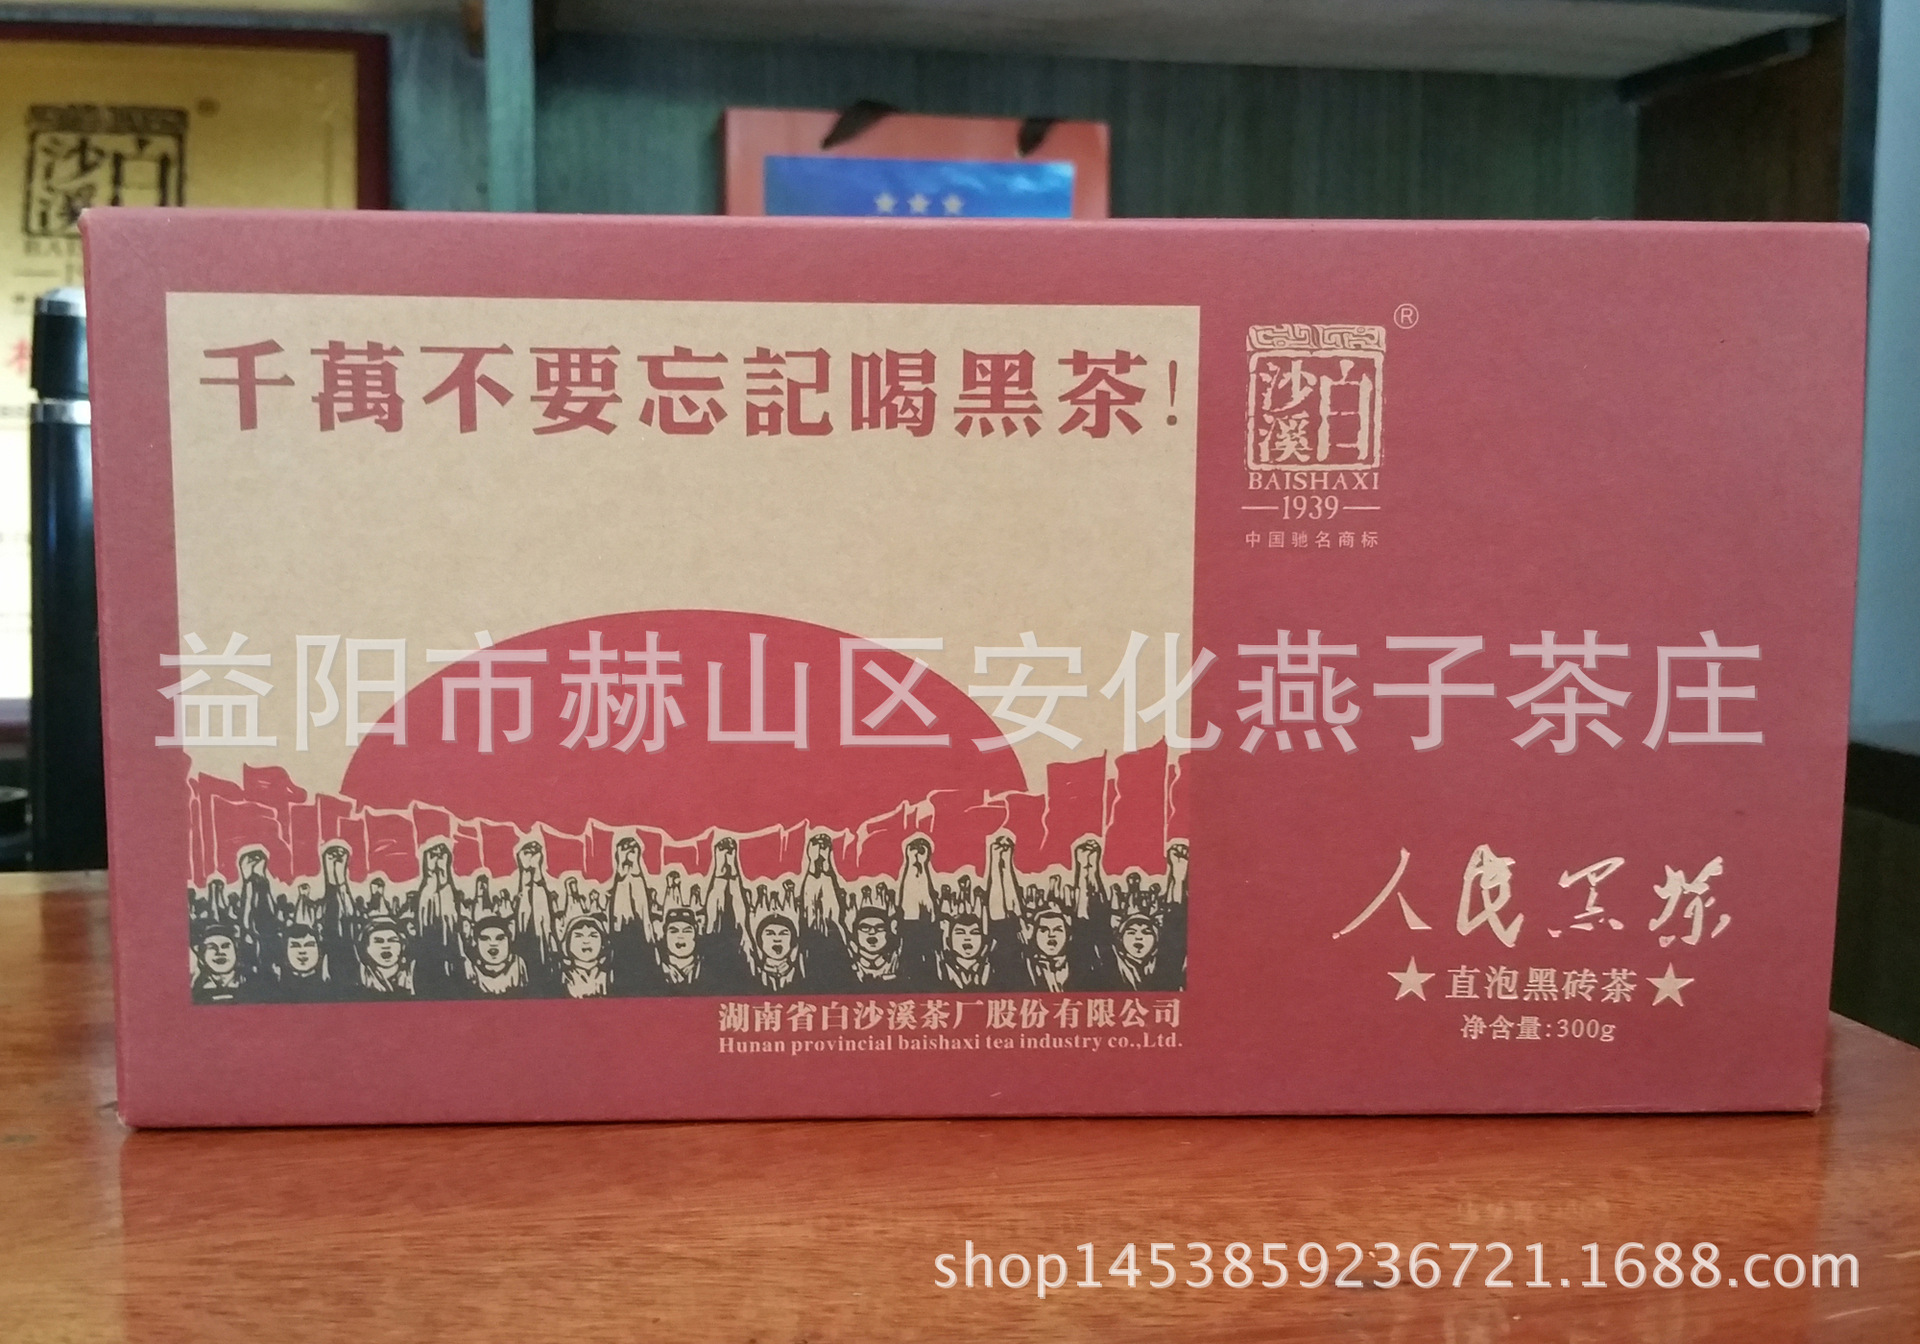 千萬不要忘記喝黑茶!
白沙溪
®
BAISHAXI
1939
中国驰名商标
益阳市赫山区安化燕子茶庄
人民黑茶
★直泡黑砖茶★
净含量:300g
湖南省白沙溪茶厂股份有限公司
Hunan provincial baishaxi tea industry co.,Ltd.
白沙溪
shop1453859236721.1688.com